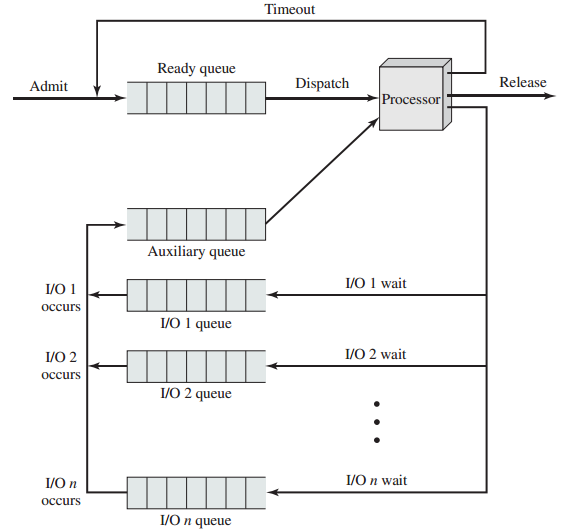 Timeout
Ready queue
Admit
Dispatch
Release
Processor
Auxiliary queue
I/O 1
occurs
I/O 1 wait
I/O 1 queue
I/O 2
occurs
I/O 2 wait
I/O 2 queue
I/O n
occurs
I/O n wait
I/O n queue